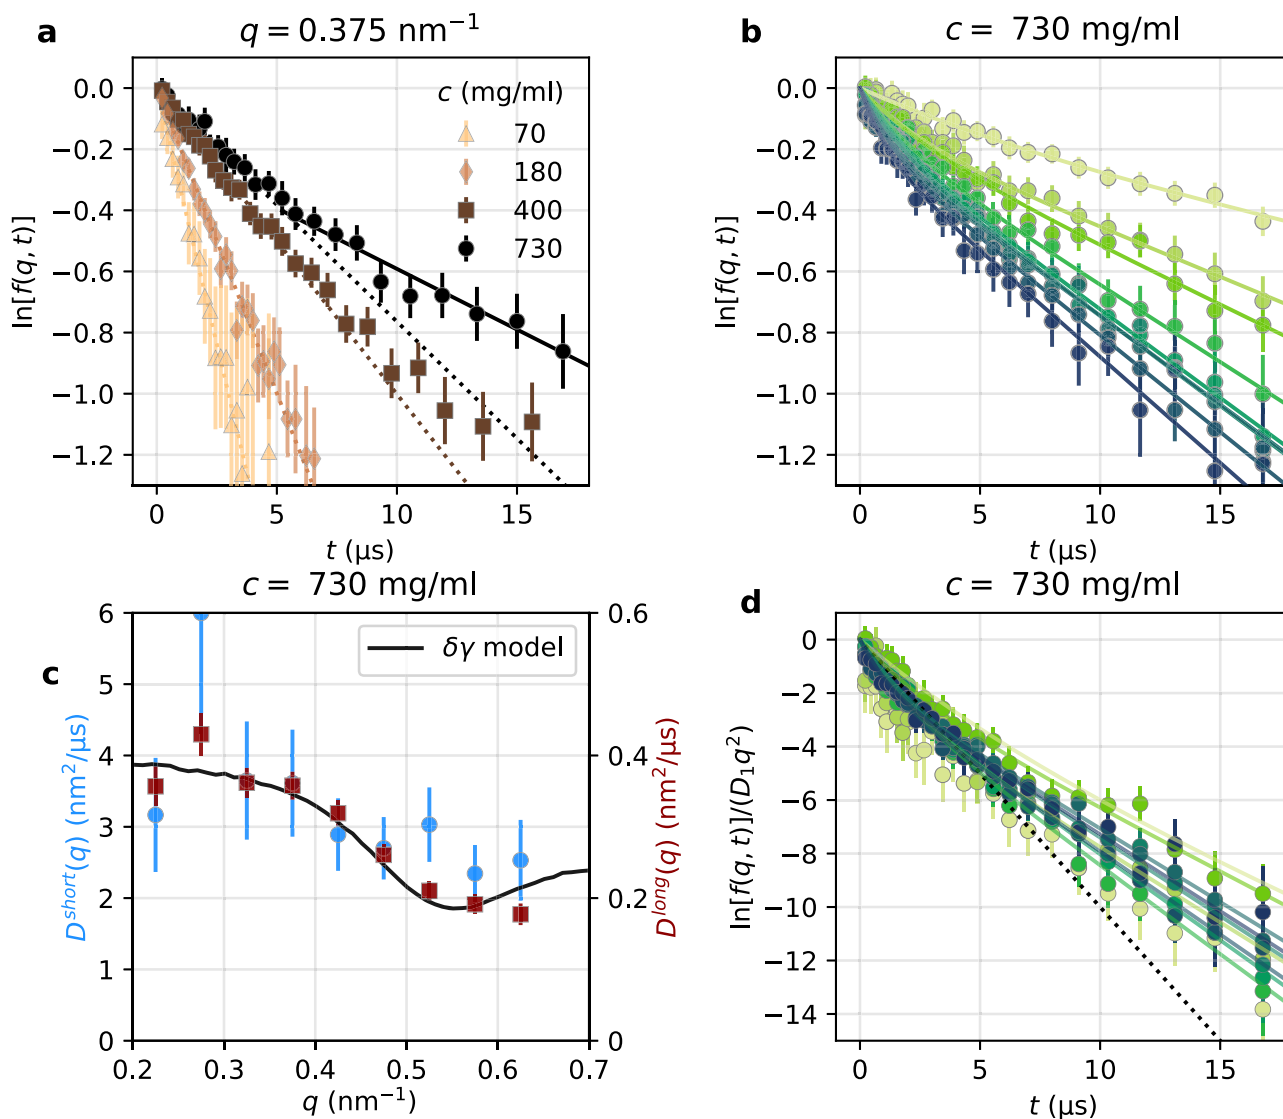 a
q = 0.375 nm⁻¹
ln[f(q, t)]
0.0
−0.2
−0.4
−0.6
−0.8
−1.0
−1.2
c (mg/ml)
70
180
400
730
0 5 10 15
t (μs)
b
c = 730 mg/ml
ln[f(q, t)]
0.0
−0.2
−0.4
−0.6
−0.8
−1.0
−1.2
0 5 10 15
t (μs)
c = 730 mg/ml
c
D^short(q) (nm²/μs)
6
5
4
3
2
1
0
δγ model
0.6
0.4
0.2
0
D^long(q) (nm²/μs)
0.2 0.3 0.4 0.5 0.6 0.7
q (nm⁻¹)
d
c = 730 mg/ml
ln[f(q, t)]/(D₁q²)
0
−2
−4
−6
−8
−10
−12
−14
0 5 10 15
t (μs)